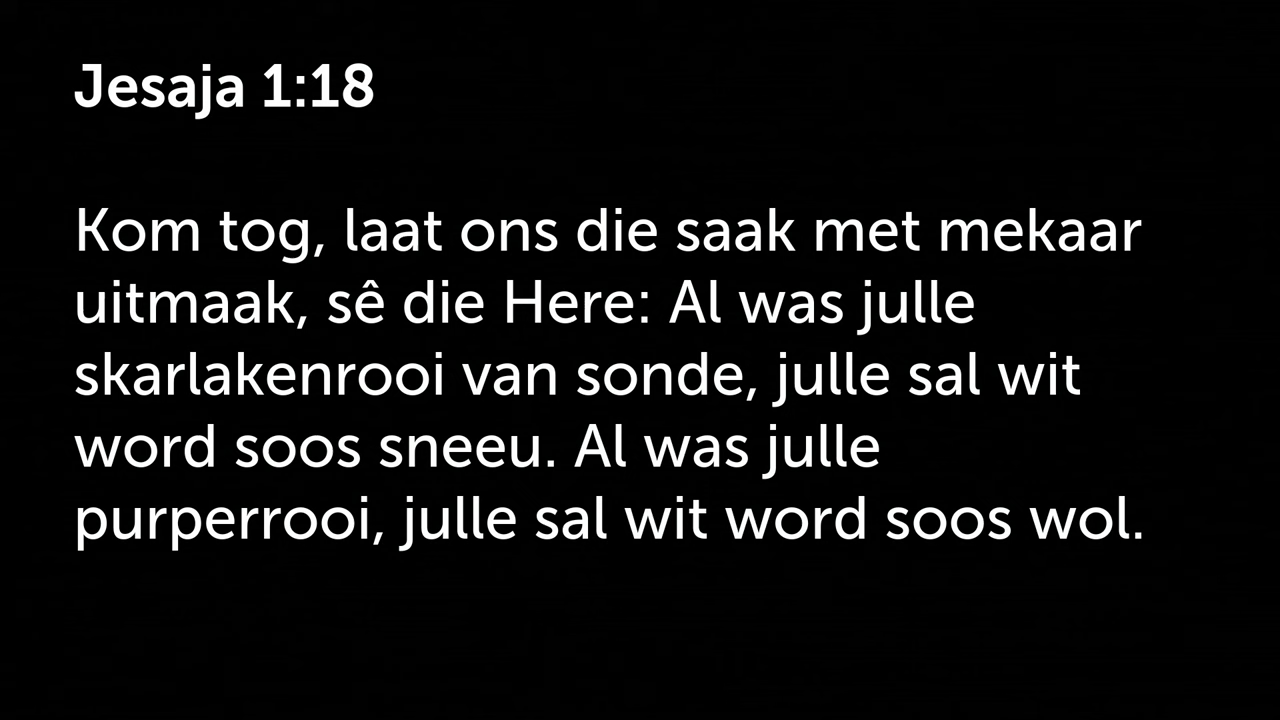 Jesaja 1:18
Kom tog, laat ons die saak met mekaar
uitmaak, sê die Here: Al was julle
skarlakenrooi van sonde, julle sal wit
word soos sneeu. Al was julle
purperrooi, julle sal wit word soos wol.